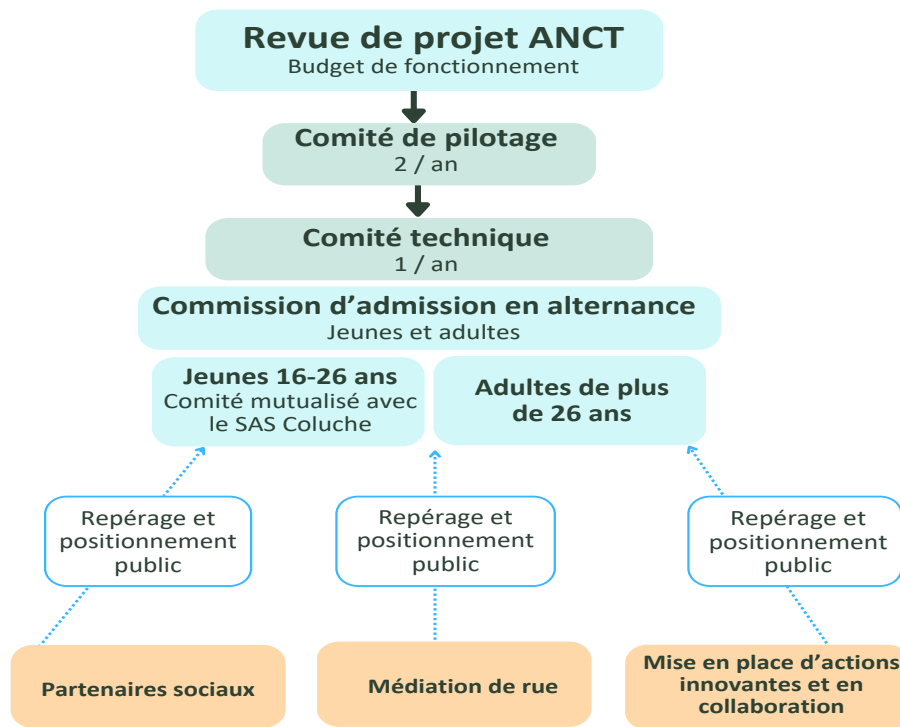 Revue de projet ANCT
Budget de fonctionnement
Comité de pilotage
2 / an
Comité technique
1 / an
Commission d’admission en alternance
Jeunes et adultes
Jeunes 16-26 ans
Comité mutualisé avec
le SAS Coluche
Adultes de plus
de 26 ans
Repérage et
positionnement
public
Repérage et
positionnement
public
Repérage et
positionnement
public
Partenaires sociaux
Médiation de rue
Mise en place d’actions
innovantes et en
collaboration